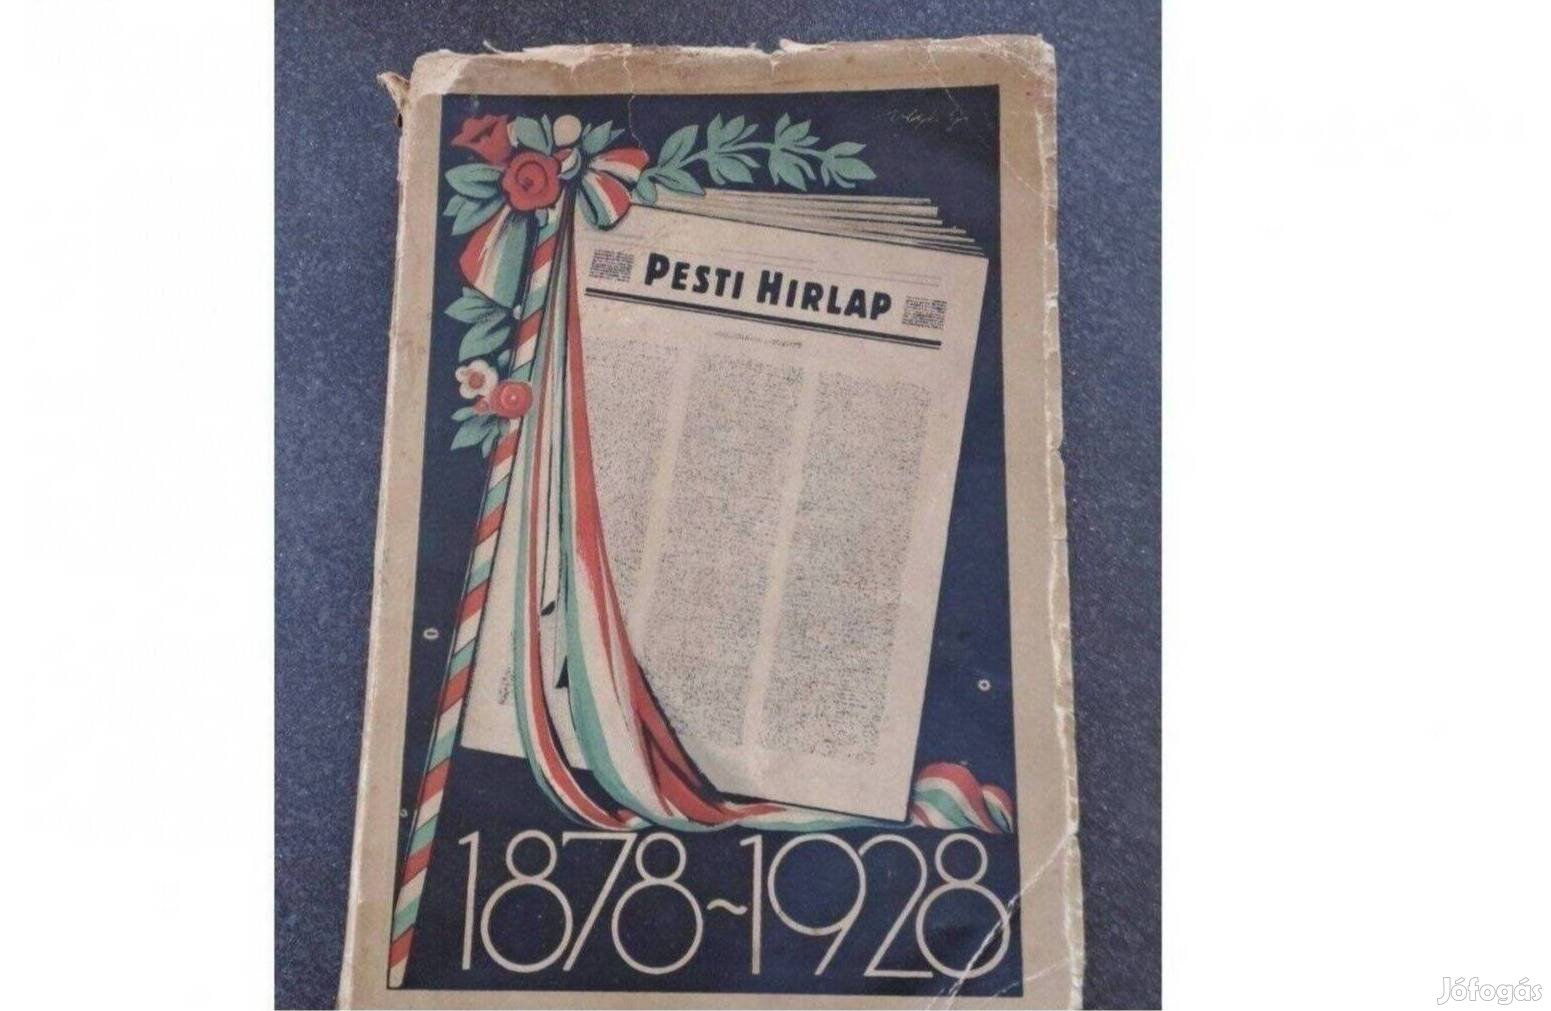 PESTI HIRLAP
1878~1928
Jófogás